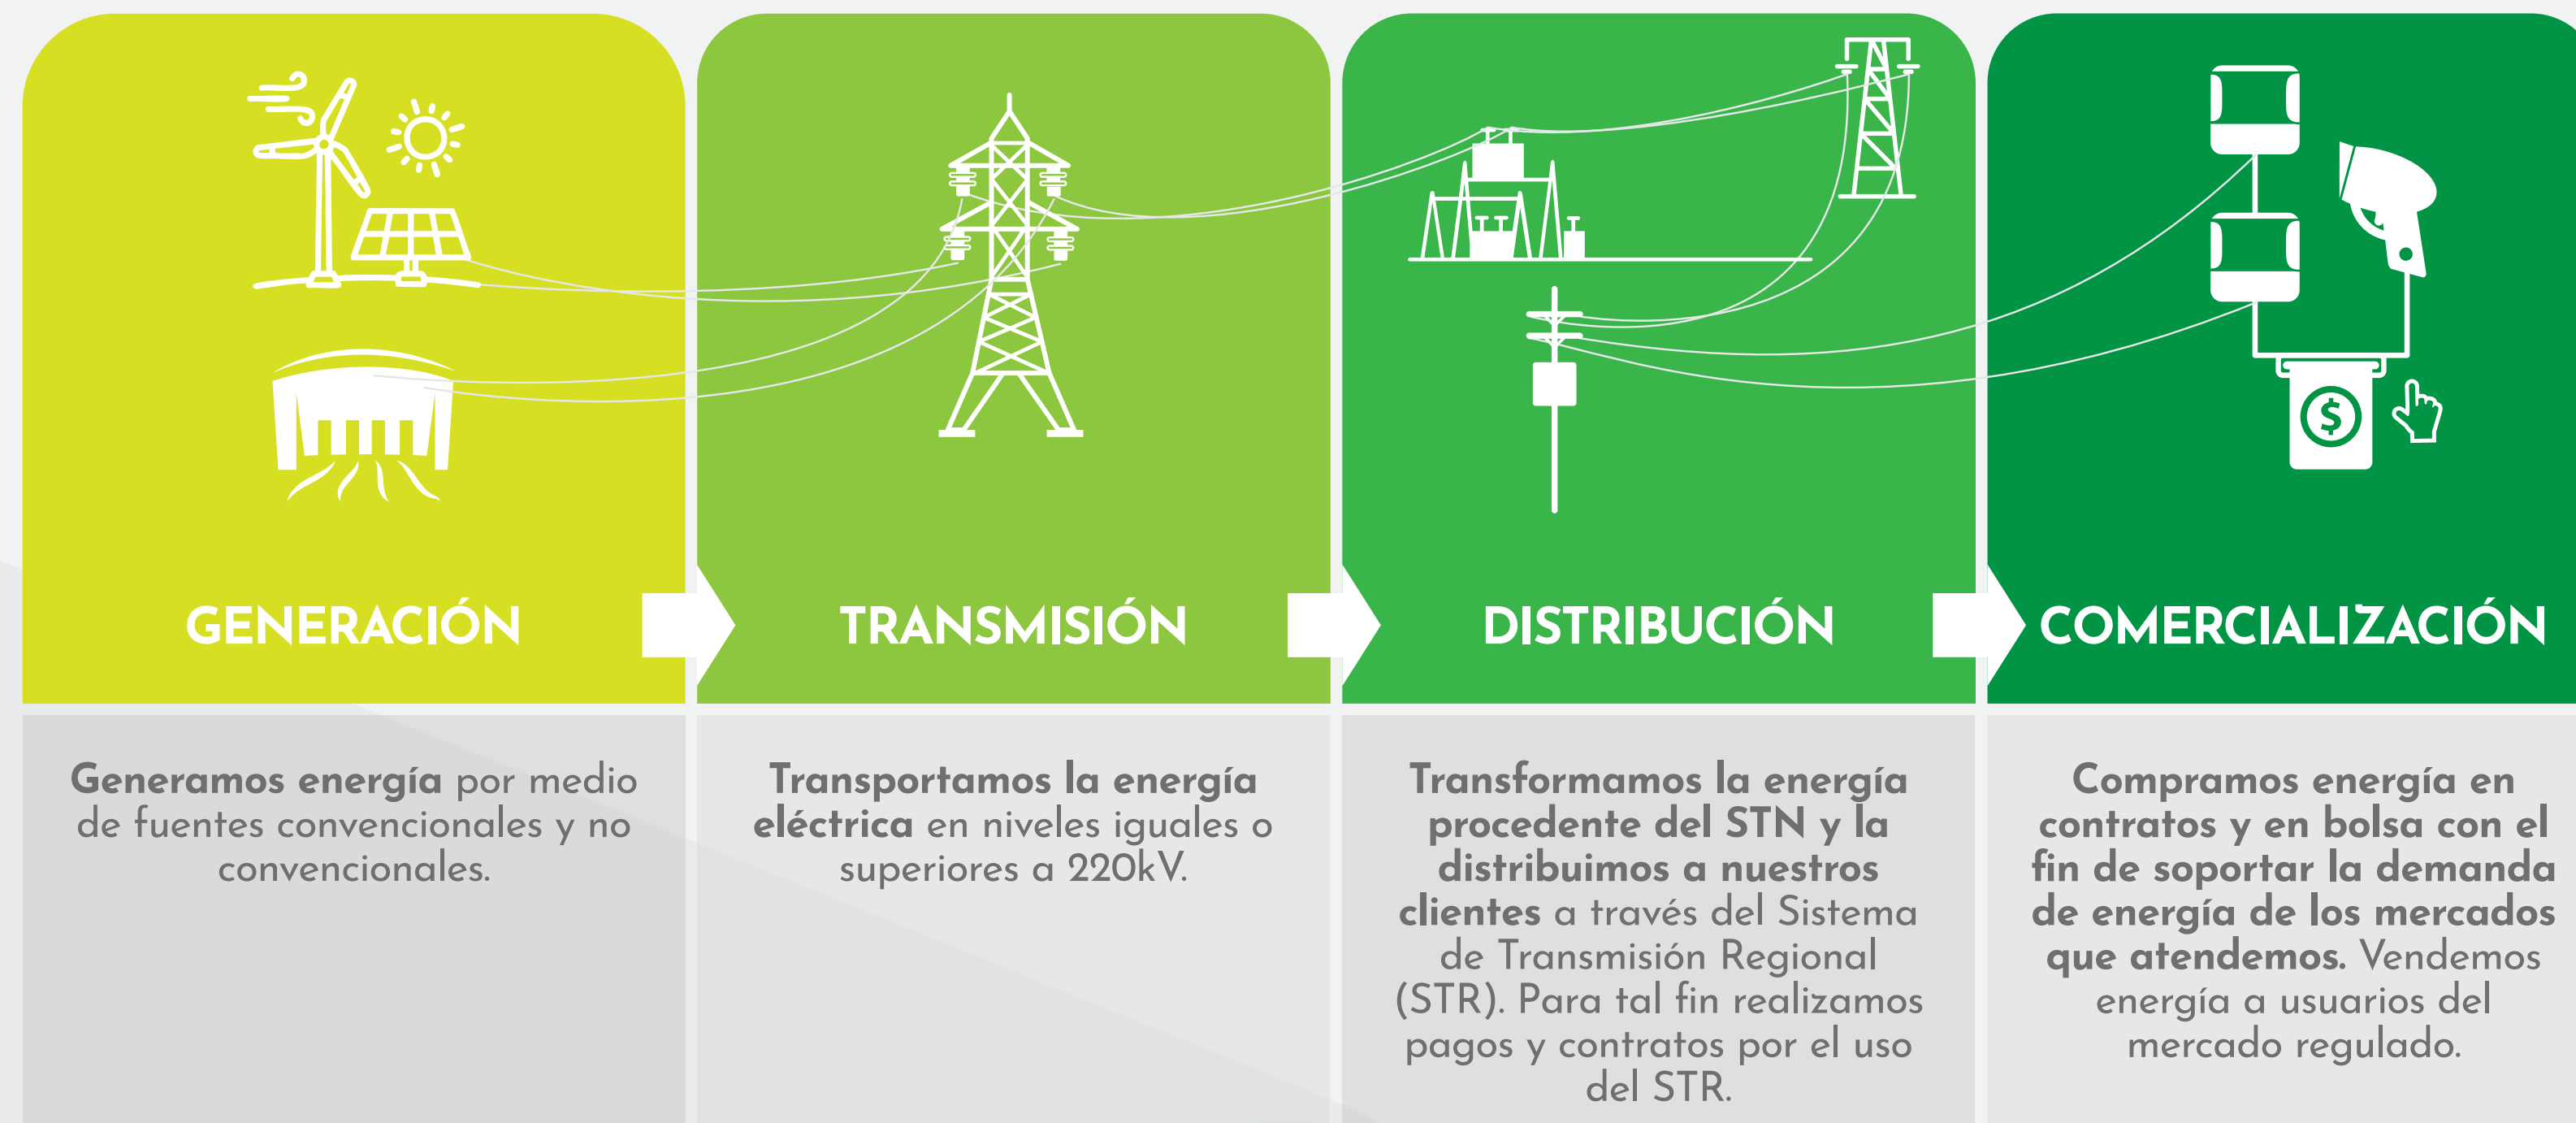 GENERACIÓN
Generamos energía por medio
de fuentes convencionales y no
convencionales.
TRANSMISIÓN
Transportamos la energía
eléctrica en niveles iguales o
superiores a 220kV.
DISTRIBUCIÓN
Transformamos la energía
procedente del STN y la
distribuimos a nuestros
clientes a través del Sistema
de Transmisión Regional
(STR). Para tal fin realizamos
pagos y contratos por el uso
del STR.
$
COMERCIALIZACIÓN
Compramos energía en
contratos y en bolsa con el
fin de soportar la demanda
de energía de los mercados
que atendemos. Vendemos
energía a usuarios del
mercado regulado.